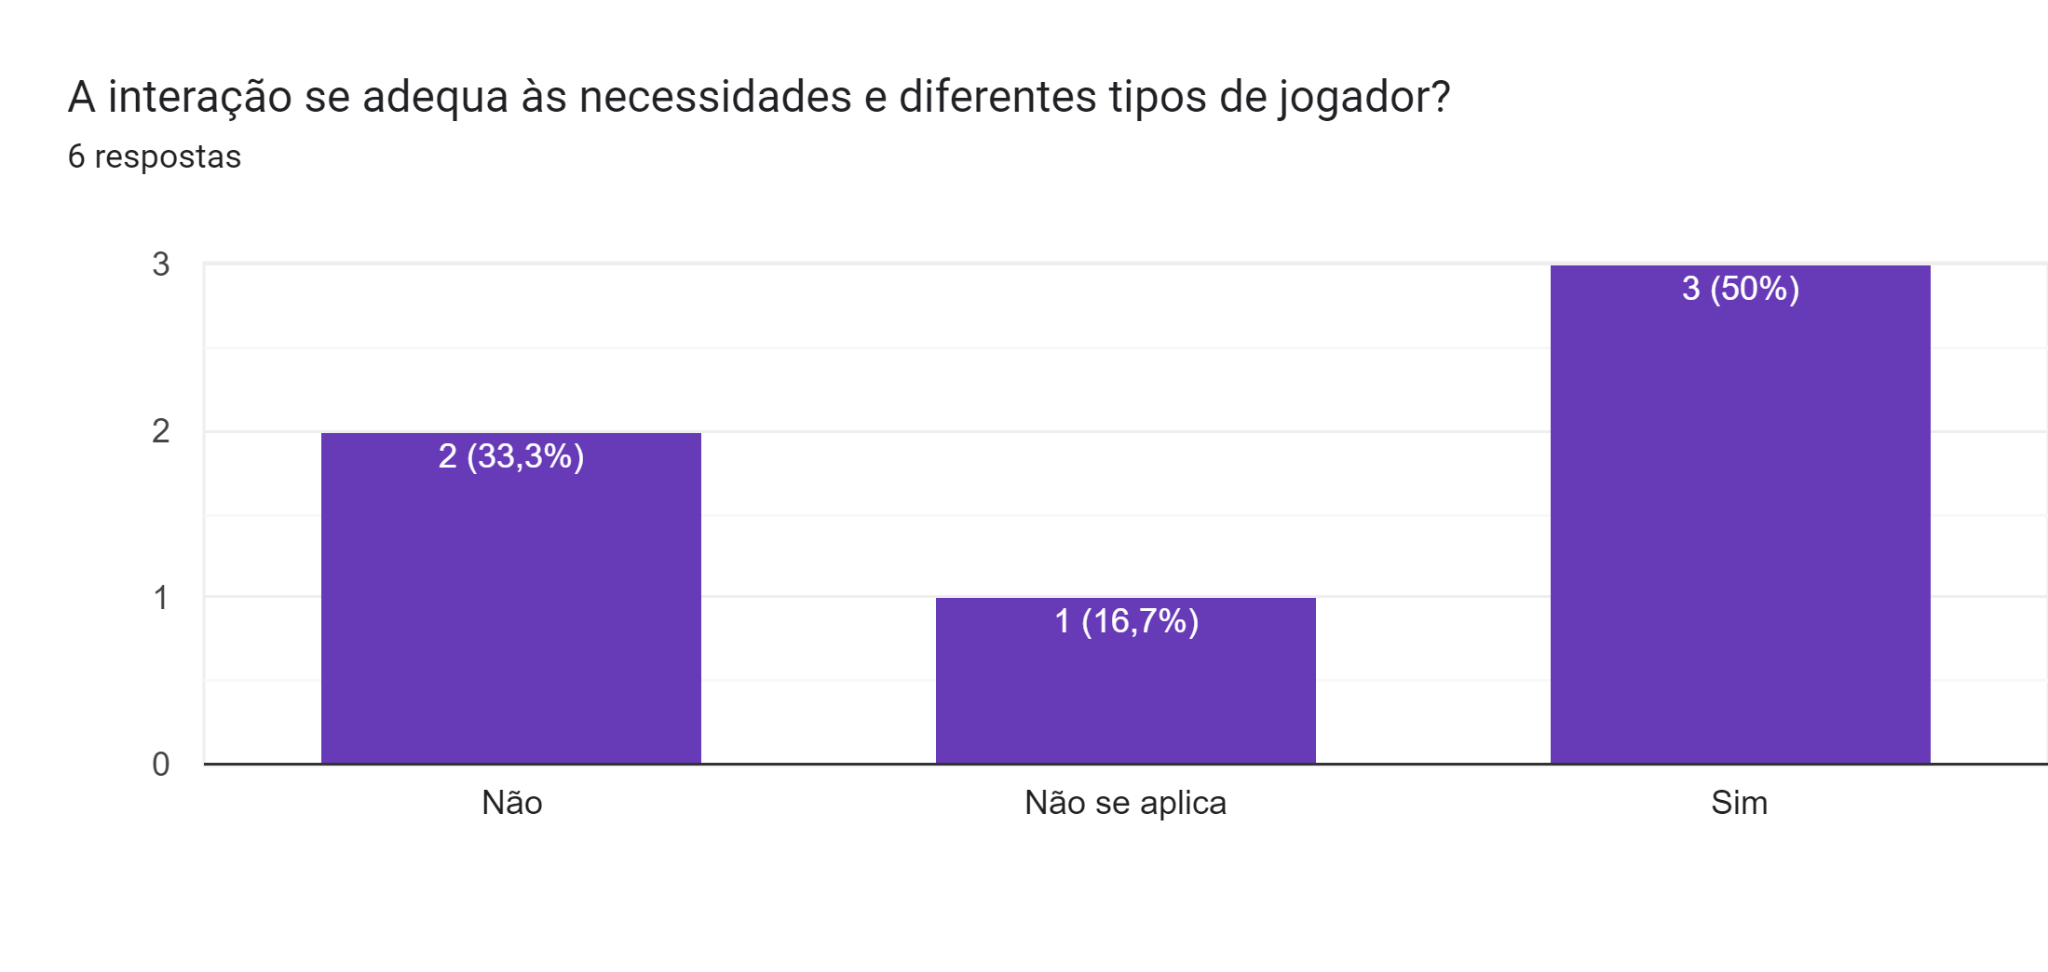 A interação se adequa às necessidades e diferentes tipos de jogador?
6 respostas
3
2
1
0
2 (33,3%)
1 (16,7%)
3 (50%)
Não
Não se aplica
Sim